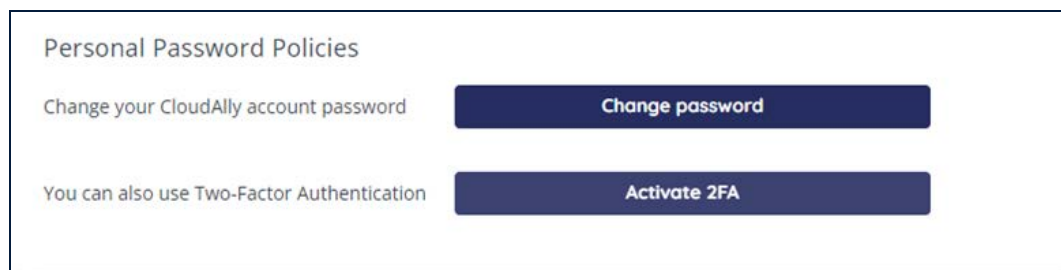 Personal Password Policies
Change your CloudAlly account password
Change password
You can also use Two-Factor Authentication
Activate 2FA